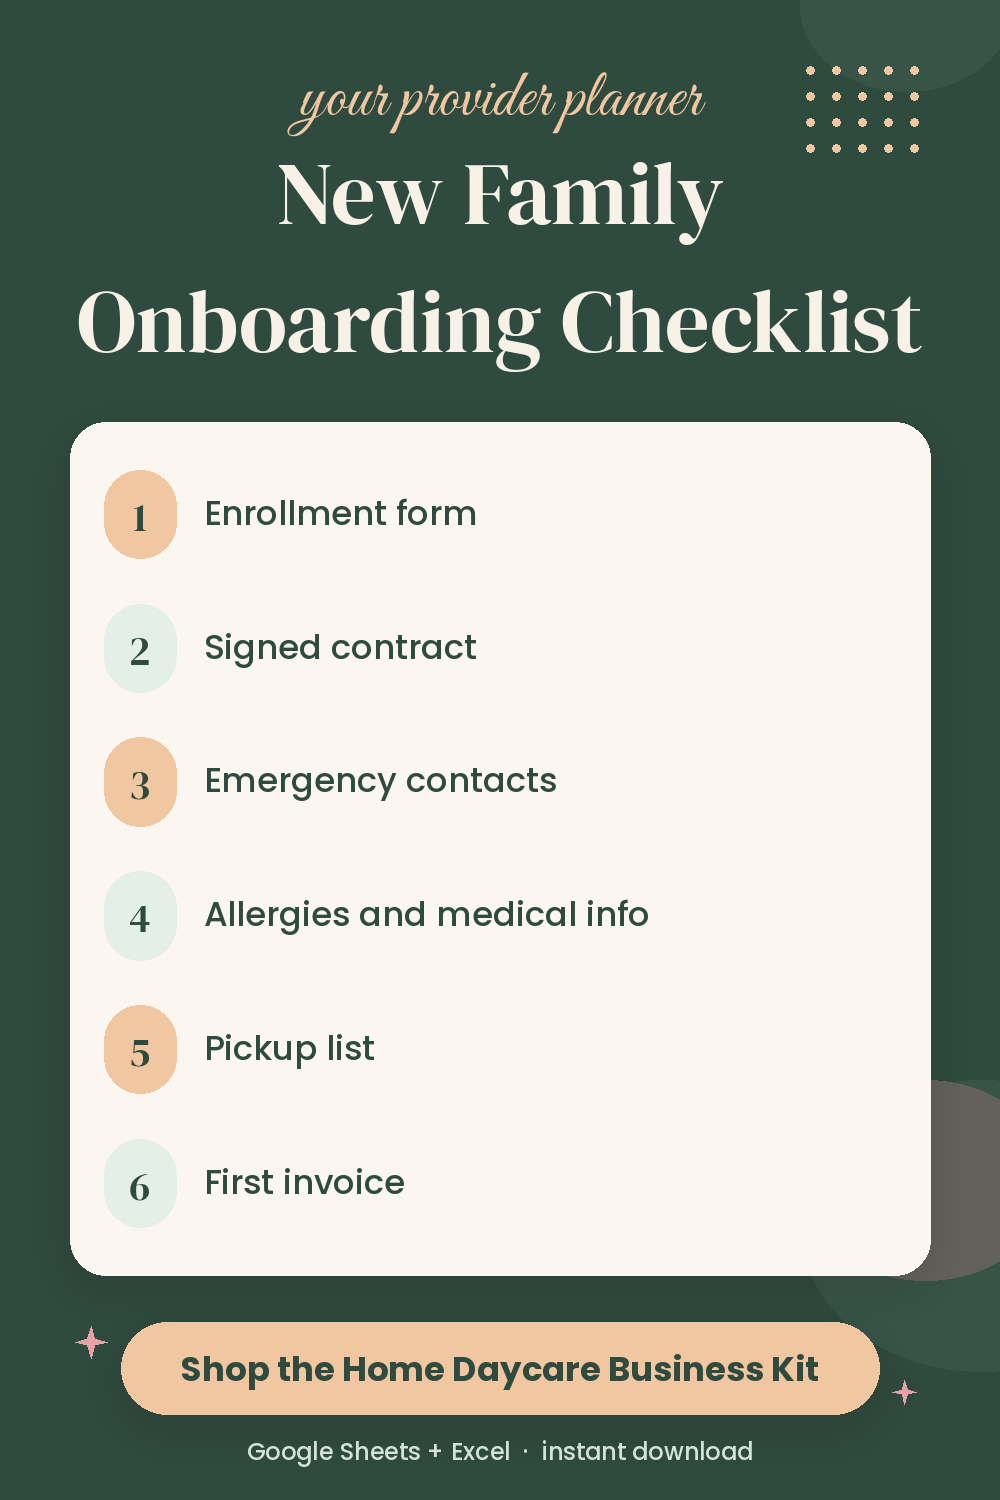 your provider planner
New Family
Onboarding Checklist
1 Enrollment form
2 Signed contract
3 Emergency contacts
4 Allergies and medical info
5 Pickup list
6 First invoice
Shop the Home Daycare Business Kit
Google Sheets + Excel · instant download